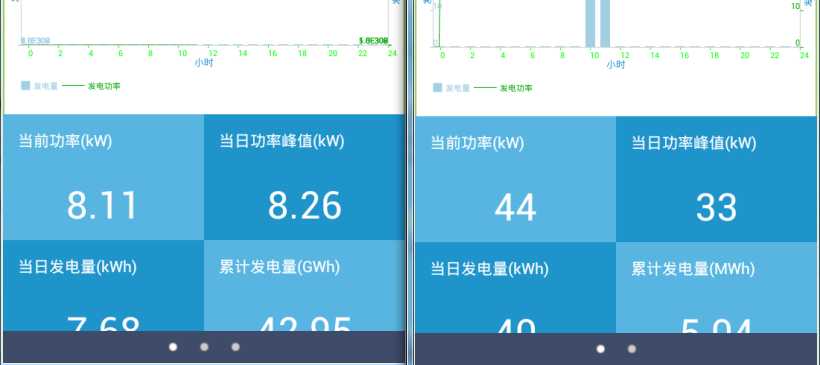 5.0E308
0 2 4 6 8 10 12 14 16 18 20 22 24
小时
发电量 发电功率
当前功率(kW) 当日功率峰值(kW)
8.11 8.26
当日发电量(kWh) 累计发电量(GWh)
7.68 42.95
10 10
0 0
0 2 4 6 8 10 12 14 16 18 20 22 24
小时
发电量 发电功率
当前功率(kW) 当日功率峰值(kW)
44 33
当日发电量(kWh) 累计发电量(MWh)
40 5.04